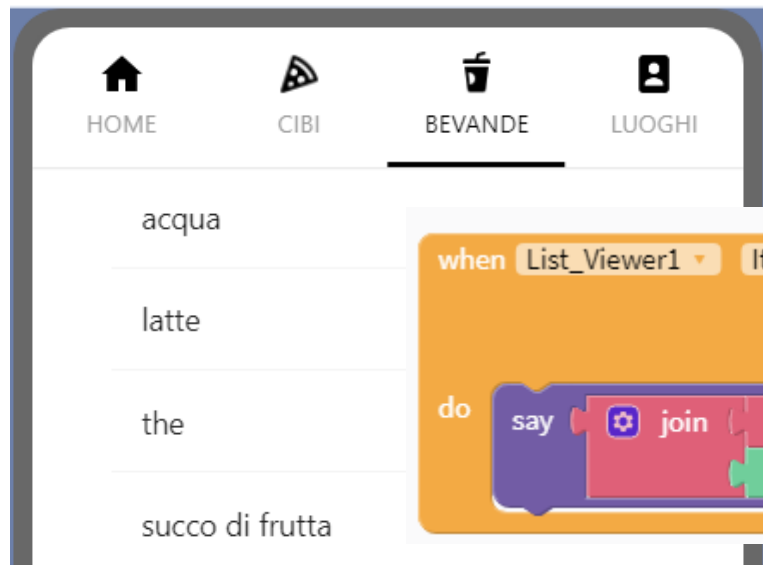 HOME CIBI BEVANDE LUOGHI
acqua
when List_Viewer1
latte
do say join
the
succo di frutta